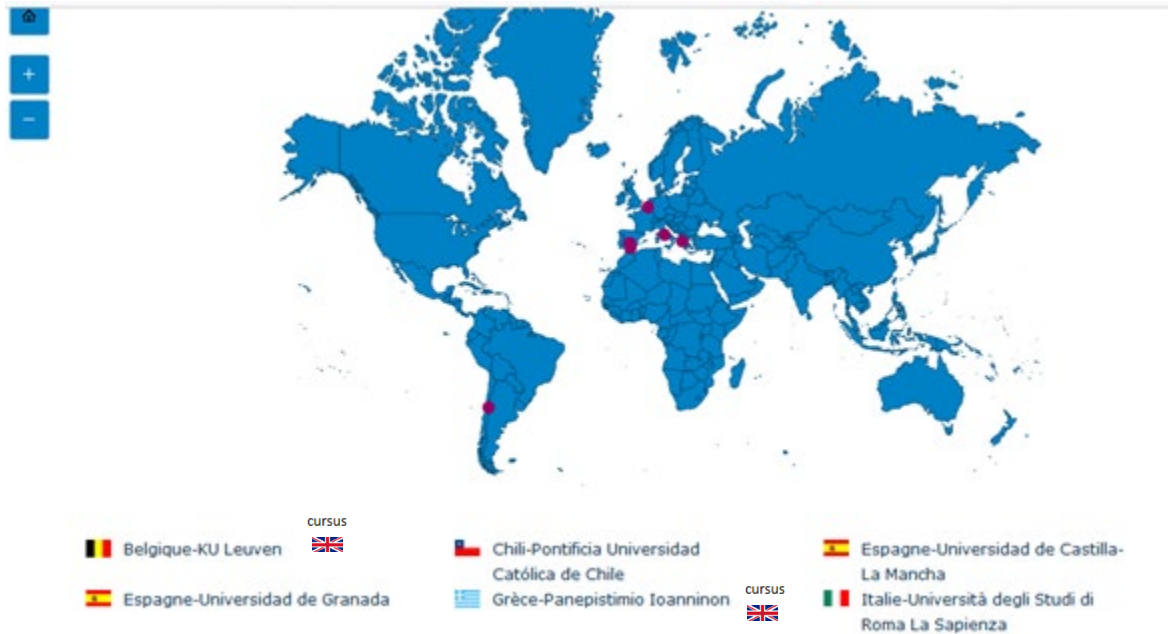 +
−
cursus
Belgique-KU Leuven
Chili-Pontificia Universidad
Católica de Chile
Espagne-Universidad de Castilla-
La Mancha
Espagne-Universidad de Granada
Grèce-Panepistimio Ioanninon
cursus
Italie-Università degli Studi di
Roma La Sapienza